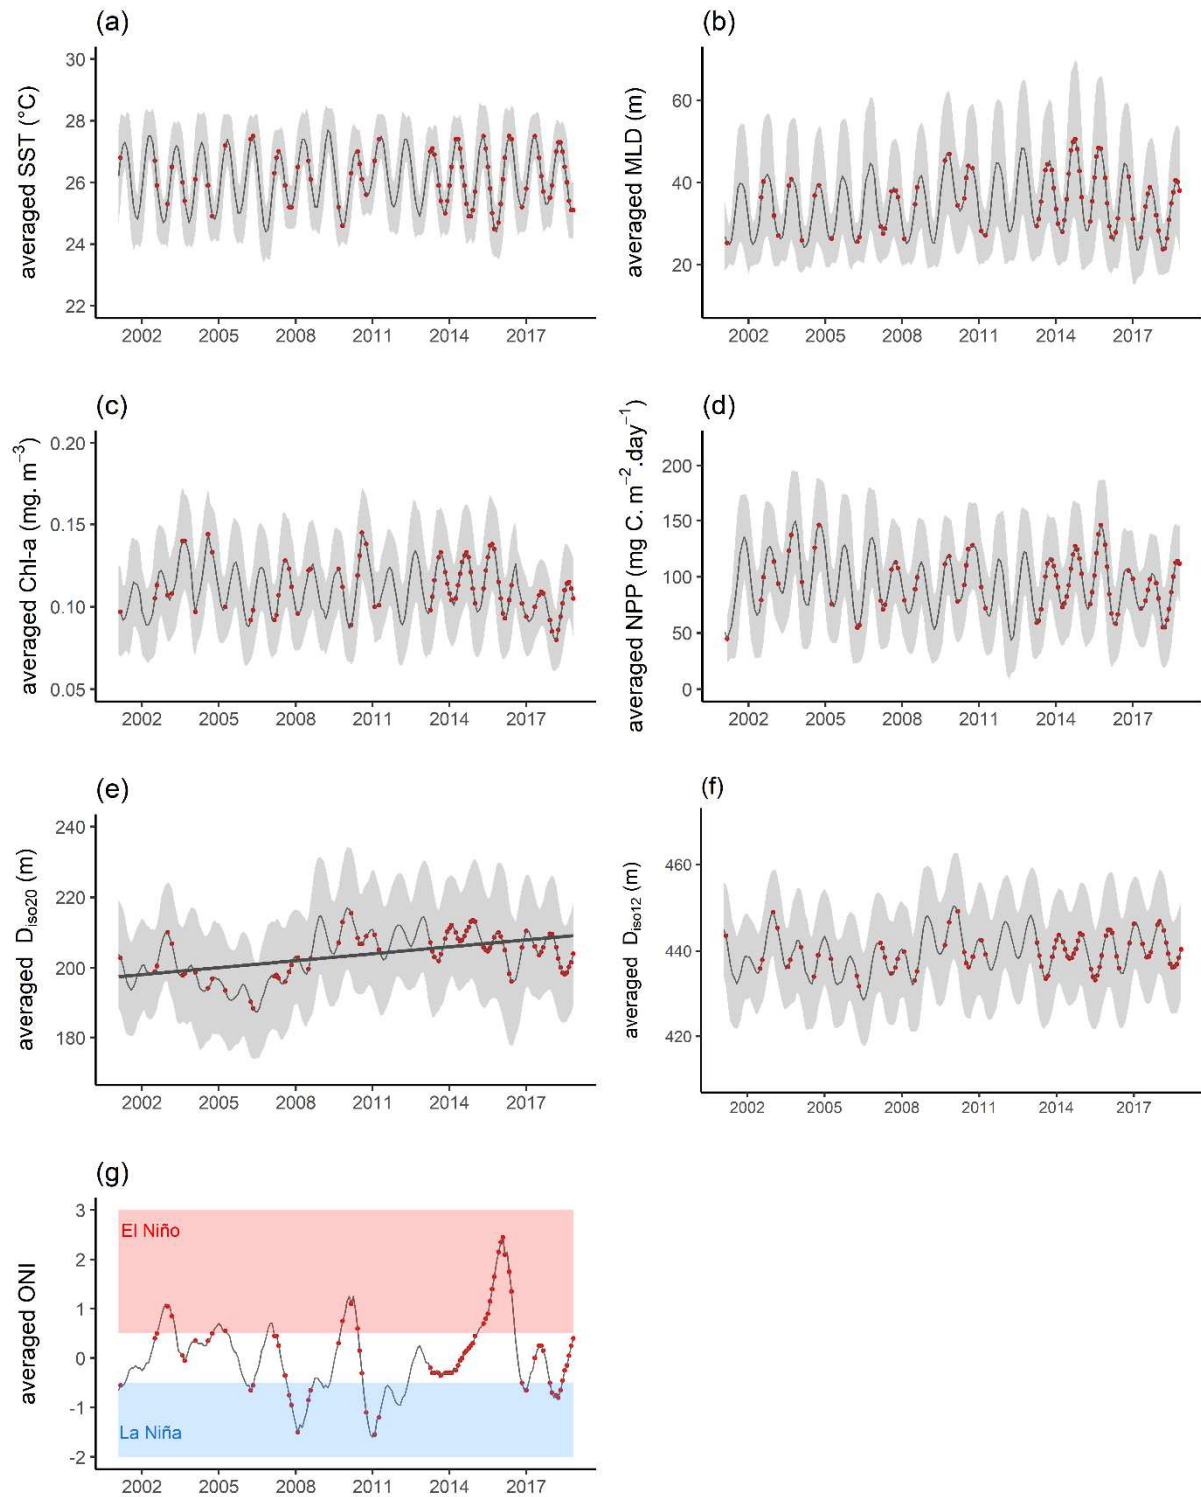 (a)
averaged SST (°C)
30
28
26
24
22
2002 2005 2008 2011 2014 2017
(b)
averaged MLD (m)
60
40
20
2002 2005 2008 2011 2014 2017
(c)
averaged Chl-a (mg. m⁻³)
0.20
0.15
0.10
0.05
2002 2005 2008 2011 2014 2017
(d)
averaged NPP (mg C. m⁻².day⁻¹)
200
150
100
50
0
2002 2005 2008 2011 2014 2017
(e)
averaged Diso20 (m)
240
220
200
180
2002 2005 2008 2011 2014 2017
(f)
averaged Diso12 (m)
460
440
420
2002 2005 2008 2011 2014 2017
(g)
averaged ONI
3
2
1
0
-1
-2
El Niño
La Niña
2002 2005 2008 2011 2014 2017